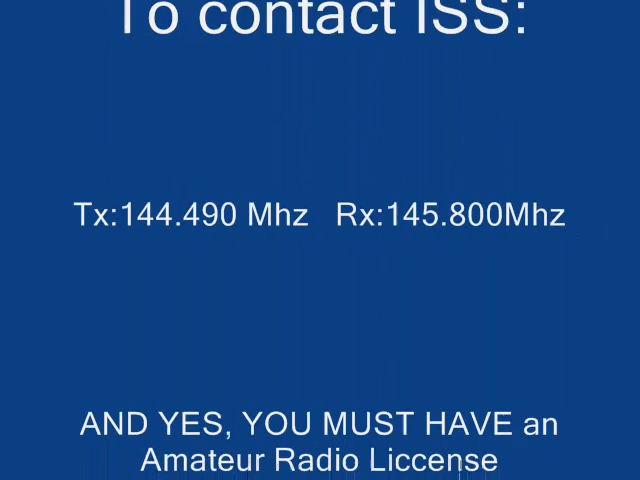 To contact ISS:
Tx:144.490 Mhz   Rx:145.800Mhz
AND YES, YOU MUST HAVE an
Amateur Radio Liccense